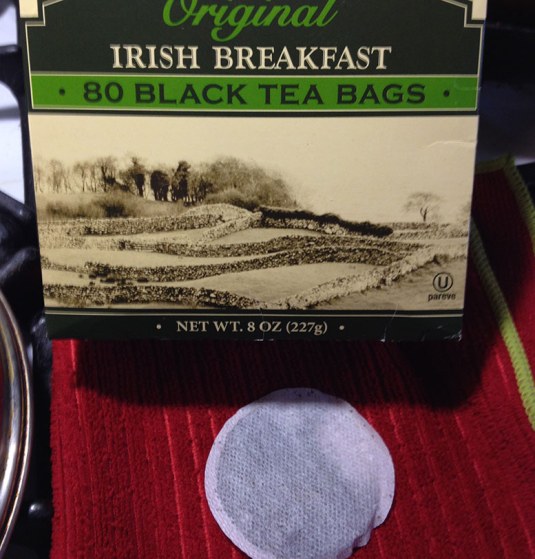 Original
IRISH BREAKFAST
• 80 BLACK TEA BAGS •
U
pareve
• NET WT. 8 OZ (227g) •